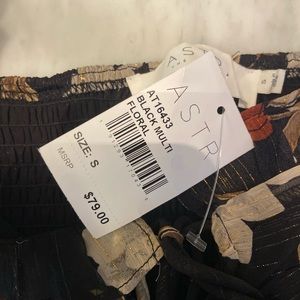 ASTR
AT16433
BLACK MULTI
FLORAL
SIZE: S
MSRP
$79.00